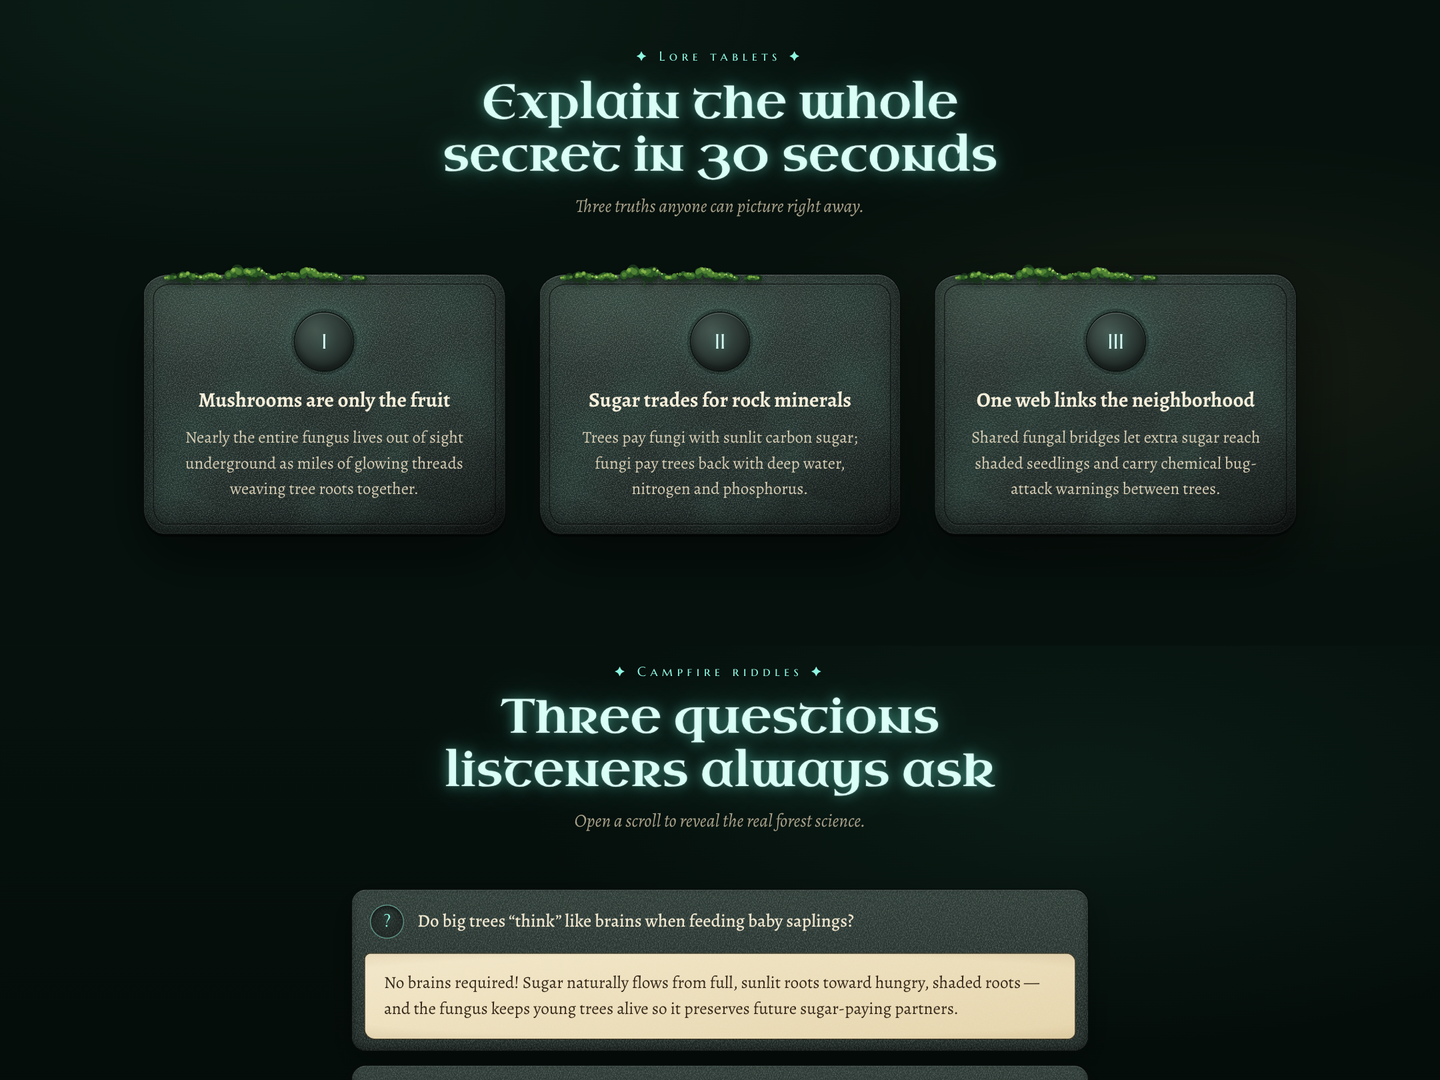 ✦ Lore tablets ✦
Explain the whole
secret in 30 seconds
Three truths anyone can picture right away.
I
Mushrooms are only the fruit
Nearly the entire fungus lives out of sight
underground as miles of glowing threads
weaving tree roots together.
II
Sugar trades for rock minerals
Trees pay fungi with sunlit carbon sugar;
fungi pay trees back with deep water,
nitrogen and phosphorus.
III
One web links the neighborhood
Shared fungal bridges let extra sugar reach
shaded seedlings and carry chemical bug-
attack warnings between trees.
✦ Campfire riddles ✦
Three questions
listeners always ask
Open a scroll to reveal the real forest science.
? Do big trees “think” like brains when feeding baby saplings?
No brains required! Sugar naturally flows from full, sunlit roots toward hungry, shaded roots —
and the fungus keeps young trees alive so it preserves future sugar-paying partners.